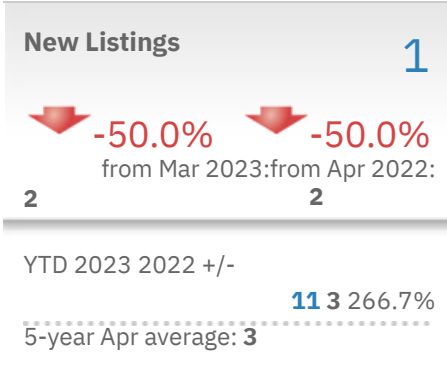 New Listings 1
-50.0% -50.0%
from Mar 2023:from Apr 2022:
2 2
YTD 2023 2022 +/-
11 3 266.7%
5-year Apr average: 3